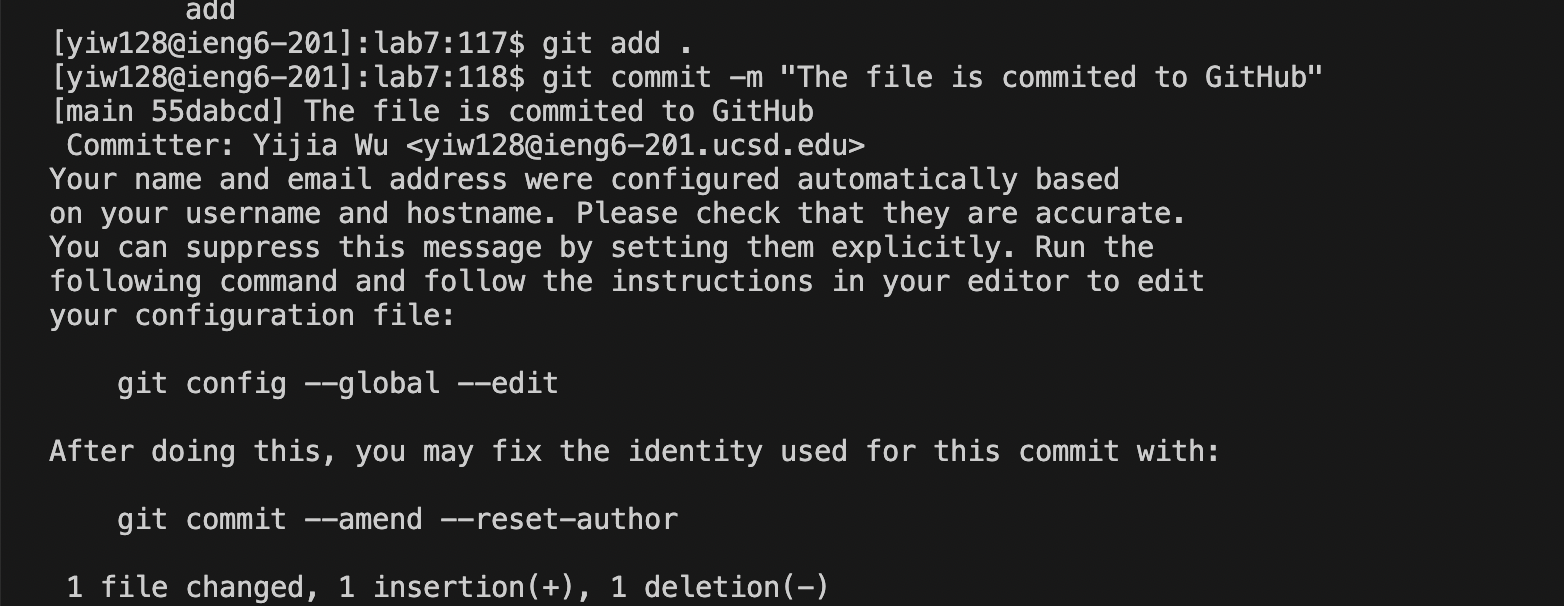 add
[yiw128@ieng6-201]:lab7:117$ git add .
[yiw128@ieng6-201]:lab7:118$ git commit -m "The file is commited to GitHub"
[main 55dabcd] The file is commited to GitHub
 Committer: Yijia Wu <yiw128@ieng6-201.ucsd.edu>
Your name and email address were configured automatically based
on your username and hostname. Please check that they are accurate.
You can suppress this message by setting them explicitly. Run the
following command and follow the instructions in your editor to edit
your configuration file:
git config --global --edit
After doing this, you may fix the identity used for this commit with:
git commit --amend --reset-author
1 file changed, 1 insertion(+), 1 deletion(-)